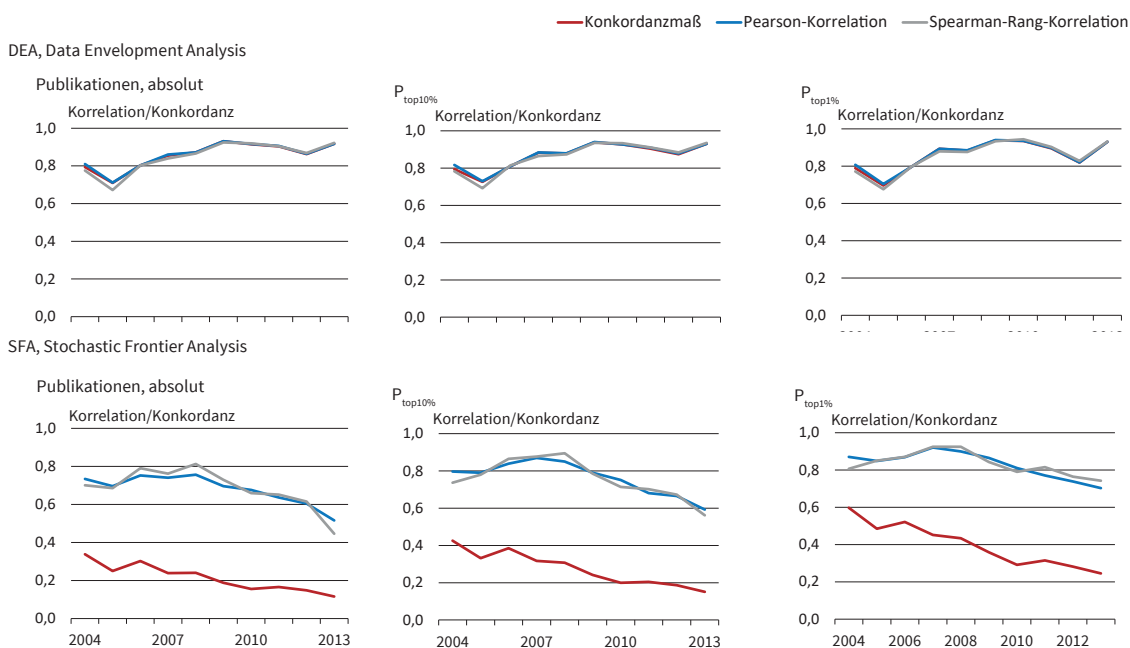 Konkordanzmaß Pearson-Korrelation Spearman-Rang-Korrelation
DEA, Data Envelopment Analysis
Publikationen, absolut
Korrelation/Konkordanz
1,0
0,8
0,6
0,4
0,2
0,0
Ptop10%
Korrelation/Konkordanz
1,0
0,8
0,6
0,4
0,2
0,0
Ptop1%
Korrelation/Konkordanz
1,0
0,8
0,6
0,4
0,2
0,0
SFA, Stochastic Frontier Analysis
Publikationen, absolut
Korrelation/Konkordanz
1,0
0,8
0,6
0,4
0,2
0,0
2004 2007 2010 2013
Ptop10%
Korrelation/Konkordanz
1,0
0,8
0,6
0,4
0,2
0,0
2004 2007 2010 2013
Ptop1%
Korrelation/Konkordanz
1,0
0,8
0,6
0,4
0,2
0,0
2004 2006 2008 2010 2012